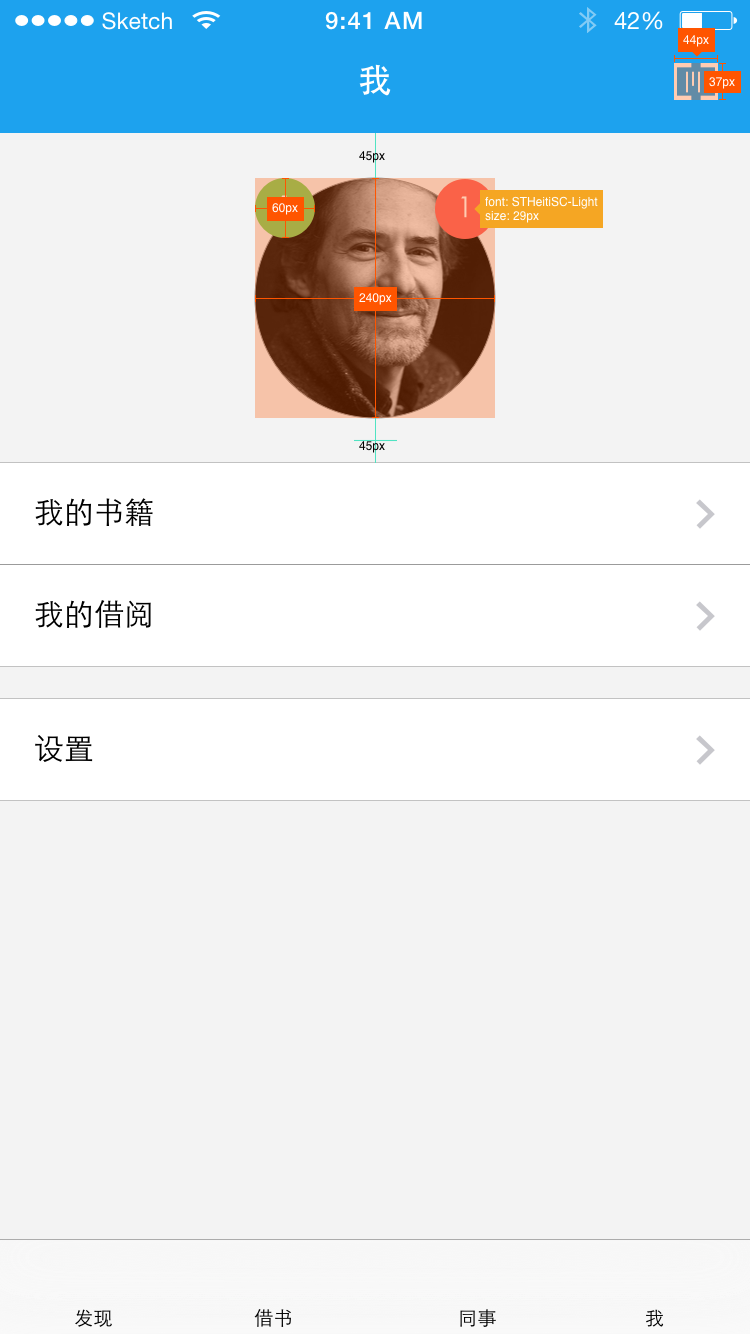 Sketch
9:41 AM
42%
44px
我
37px
45px
60px
1
font: STHeitiSC-Light
size: 29px
240px
45px
我的书籍
我的借阅
设置
发现
借书
同事
我